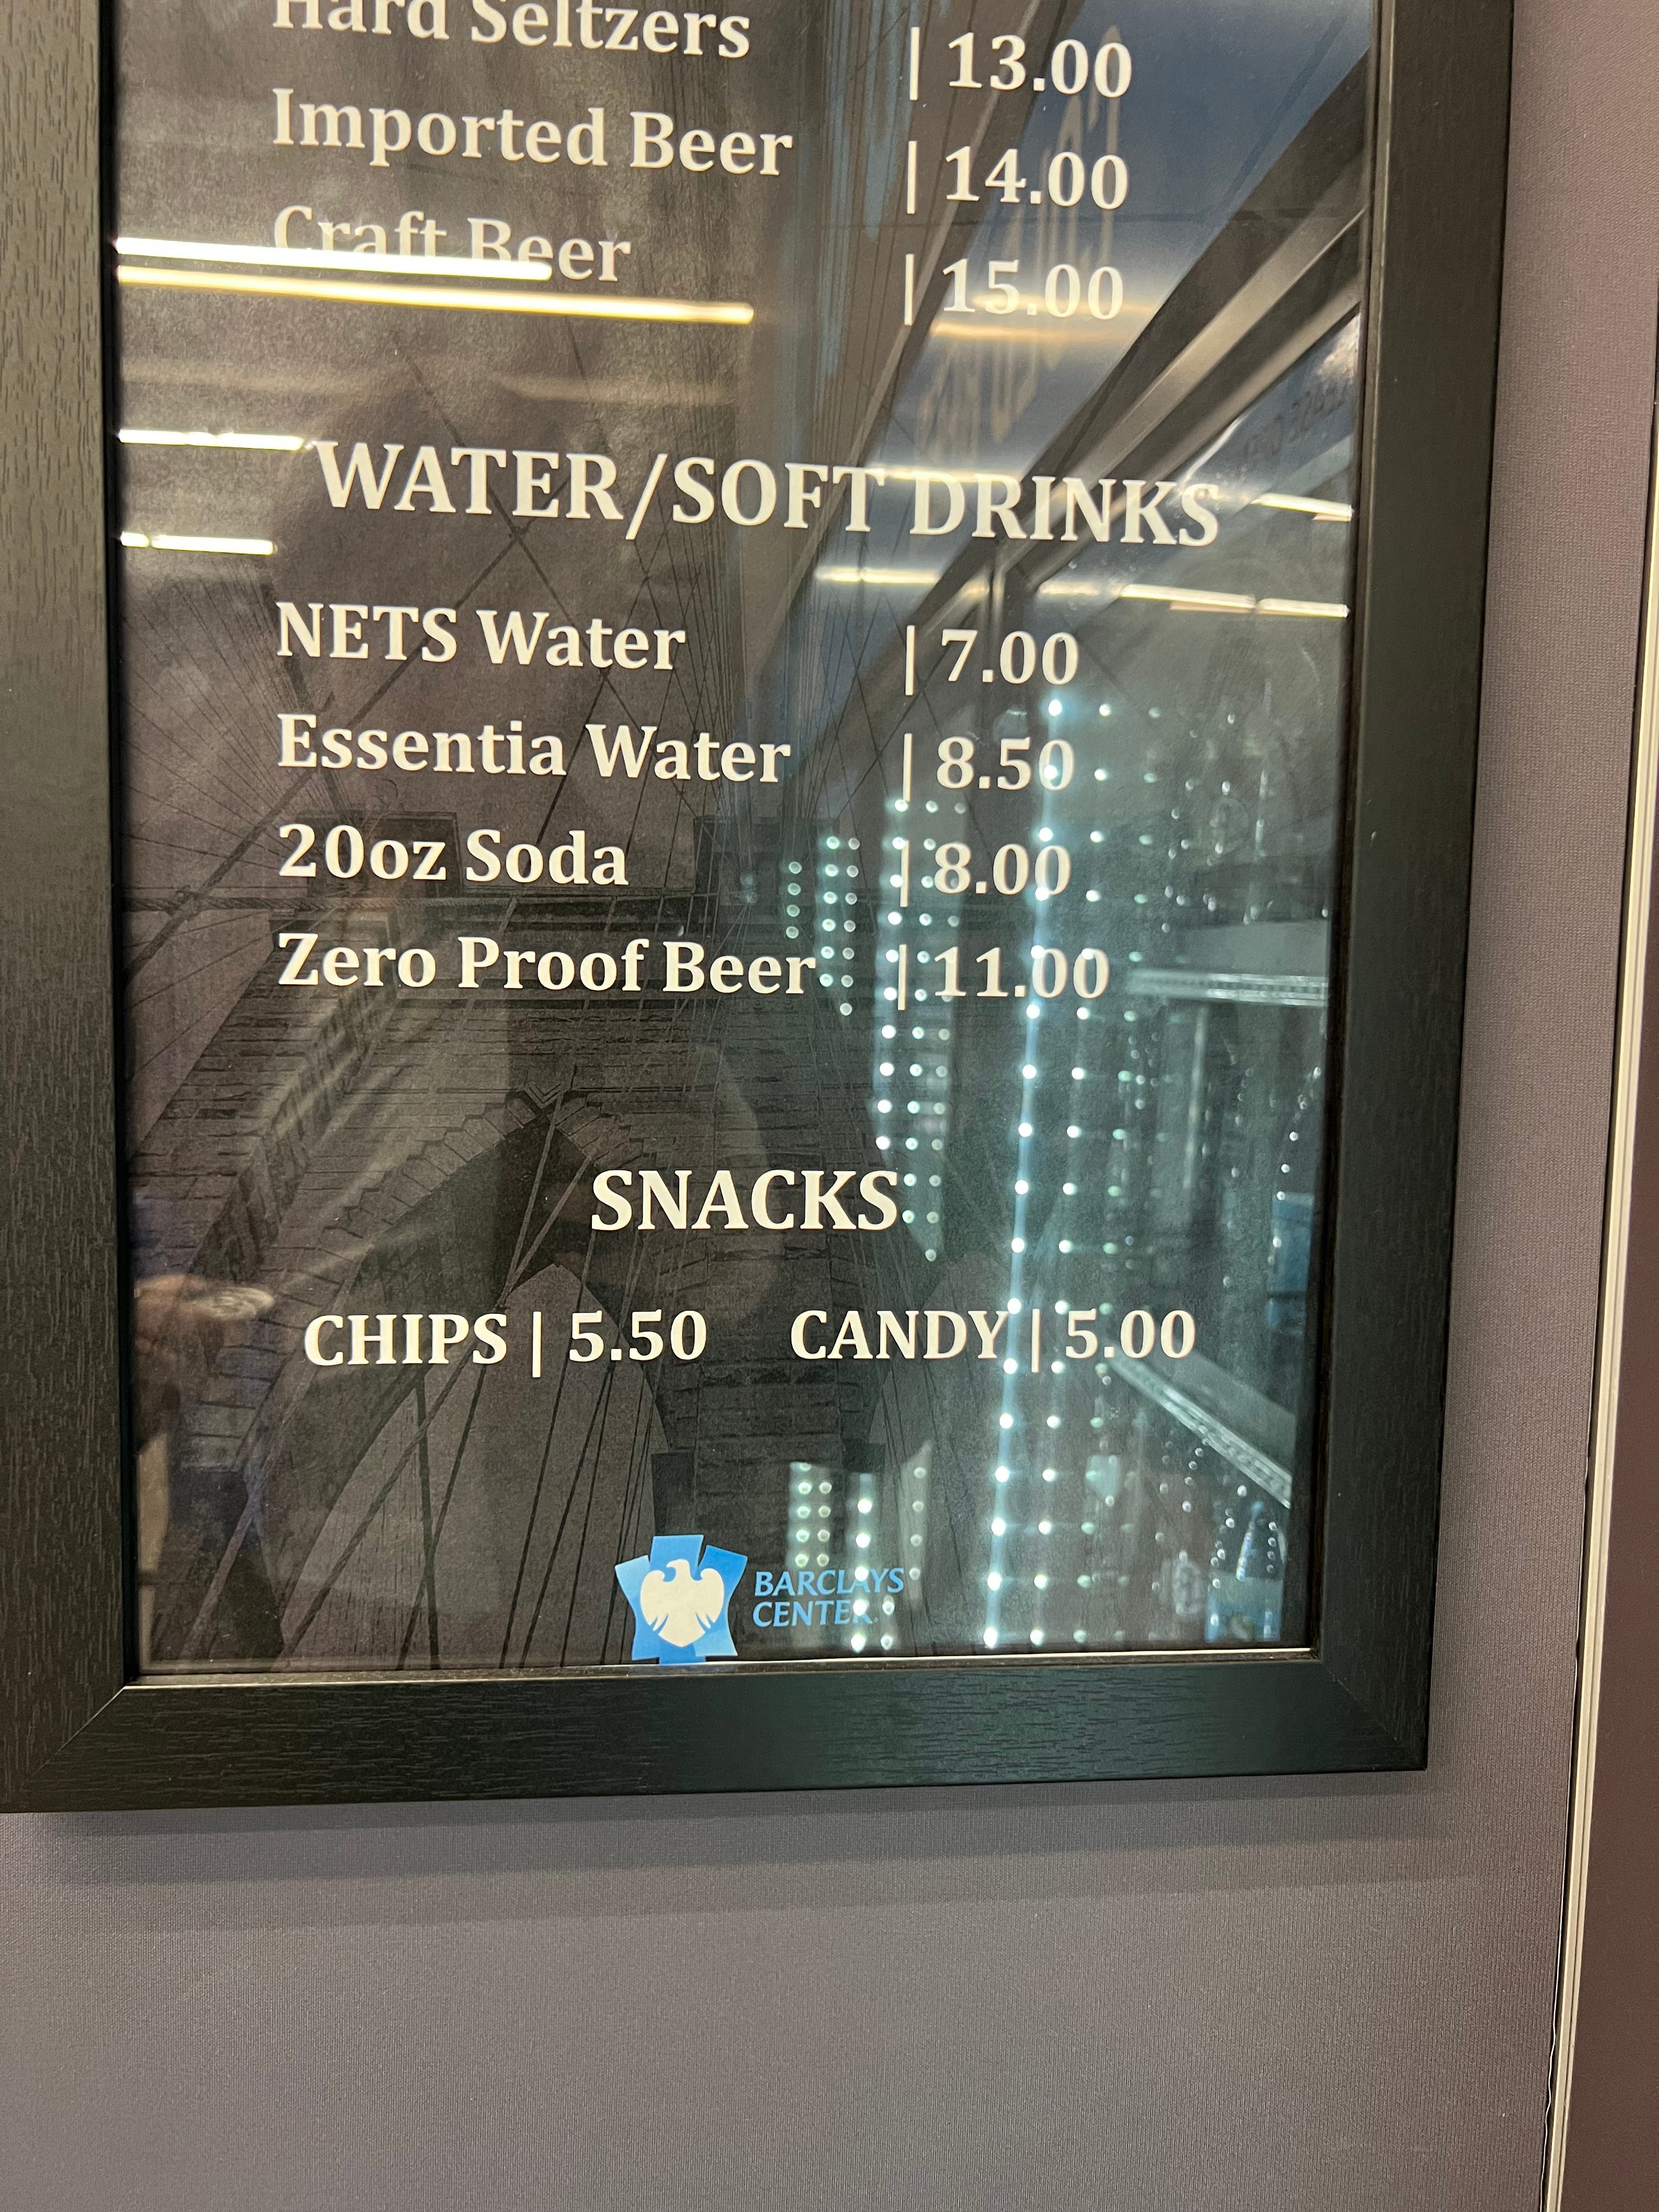 Hard Seltzers | 13.00
Imported Beer | 14.00
Craft Beer | 15.00
WATER/SOFT DRINKS
NETS Water | 7.00
Essentia Water | 8.50
20oz Soda | 8.00
Zero Proof Beer | 11.00
SNACKS
CHIPS | 5.50 CANDY | 5.00
BARCLAYS
CENTER